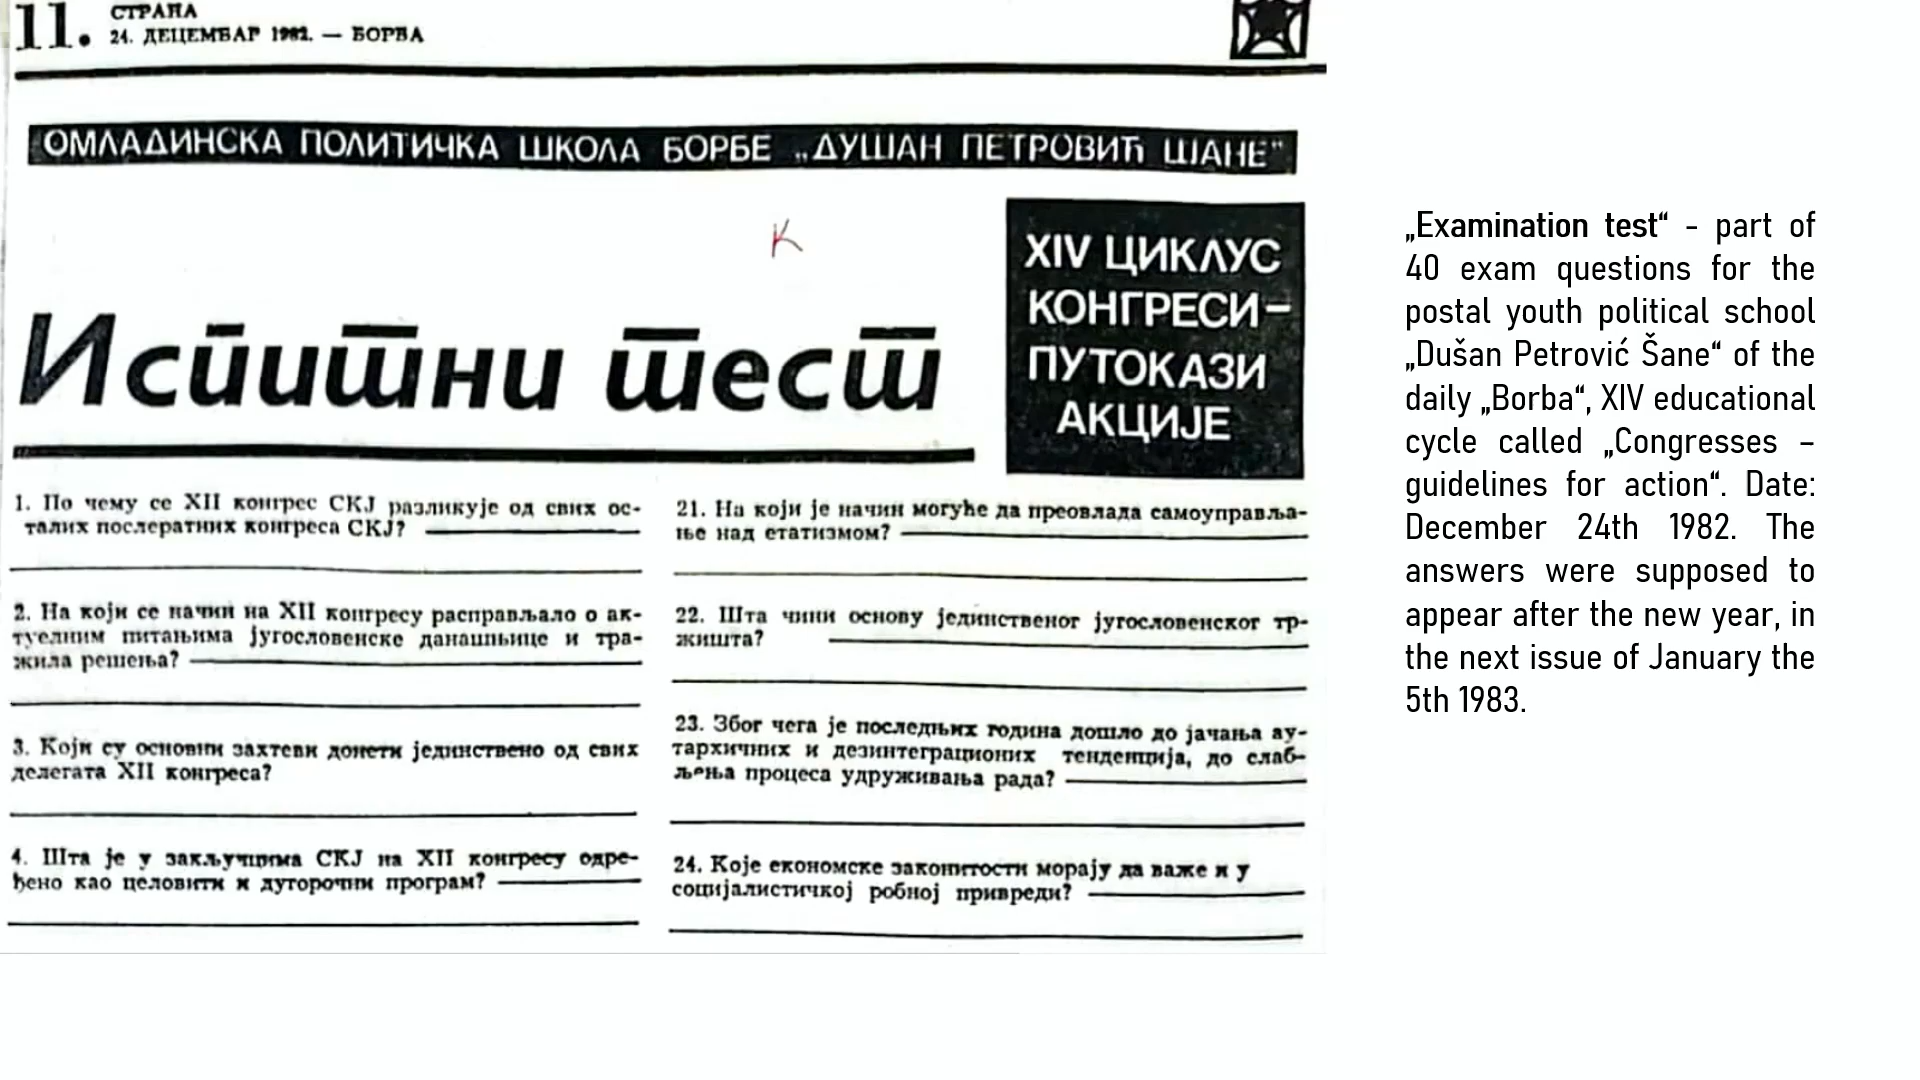 11.
СТРАНА
24. ДЕЦЕМБАР 1982. — БОРБА
ОМЛАДИНСКА ПОЛИТИЧКА ШКОЛА БОРБЕ „ДУШАН ПЕТРОВИЋ ШАНЕ"
К
Испитни тест
XIV ЦИКЛУС
КОНГРЕСИ–
ПУТОКАЗИ
АКЦИЈЕ
1. По чему се XII конгрес СКЈ разликује од свих ос-
талих послератних конгреса СКЈ?
2. На који се начин на XII конгресу расправљало о ак-
туелним питањима југословенске данашњице и тра-
жила решења?
3. Који су основни захтеви донети јединствено од свих
делегата XII конгреса?
4. Шта је у закључцима СКЈ на XII конгресу одре-
ђено као целовити и дугорочни програм?
21. На који је начин могуће да преовлада самоуправља-
ње над етатизмом?
22. Шта чини основу јединственог југословенског тр-
жишта?
23. Због чега је последњих година дошло до јачања ау-
тархичних и дезинтеграционих тенденција, до слаб-
љења процеса удруживања рада?
24. Које економске законитости морају да важе и у
социјалистичкој робној привреди?
„Examination test“ - part of
40 exam questions for the
postal youth political school
„Dušan Petrović Šane“ of the
daily „Borba“, XIV educational
cycle called „Congresses –
guidelines for action“. Date:
December 24th 1982. The
answers were supposed to
appear after the new year, in
the next issue of January the
5th 1983.